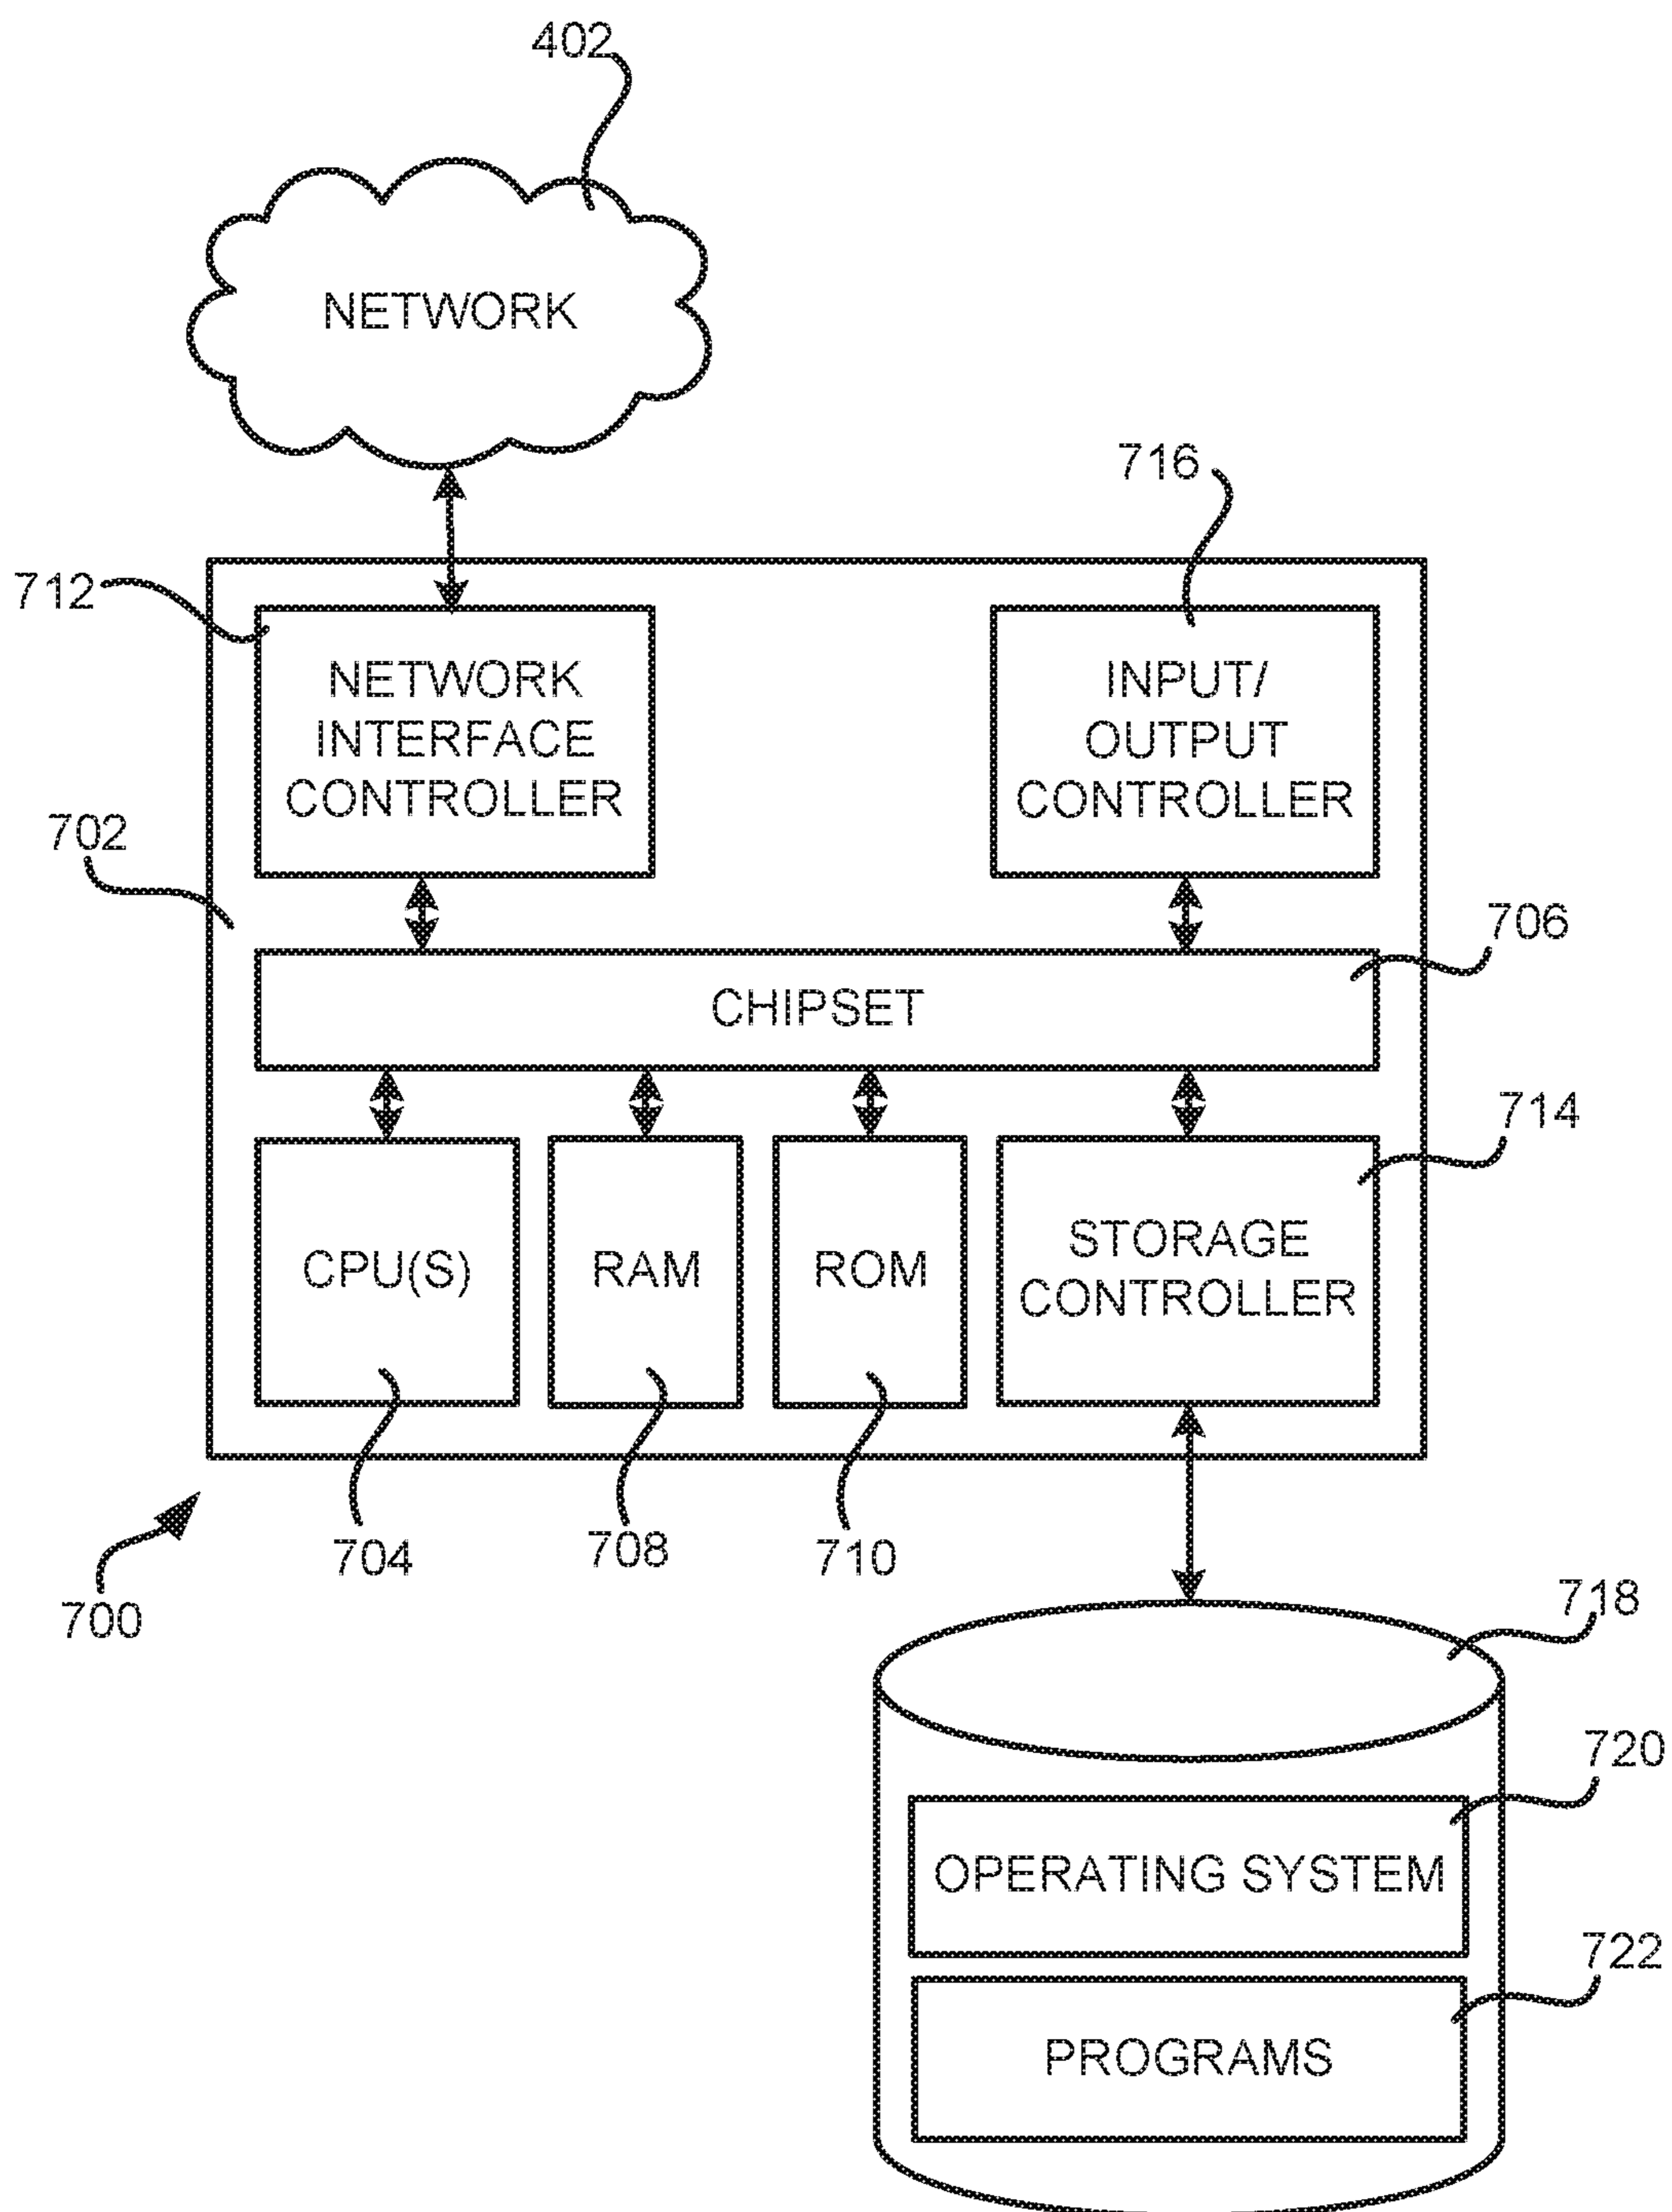 402
NETWORK
716
712
NETWORK
INTERFACE
CONTROLLER
INPUT/
OUTPUT
CONTROLLER
702
706
CHIPSET
714
CPU(S)
RAM
ROM
STORAGE
CONTROLLER
704
708
710
700
718
720
OPERATING SYSTEM
722
PROGRAMS